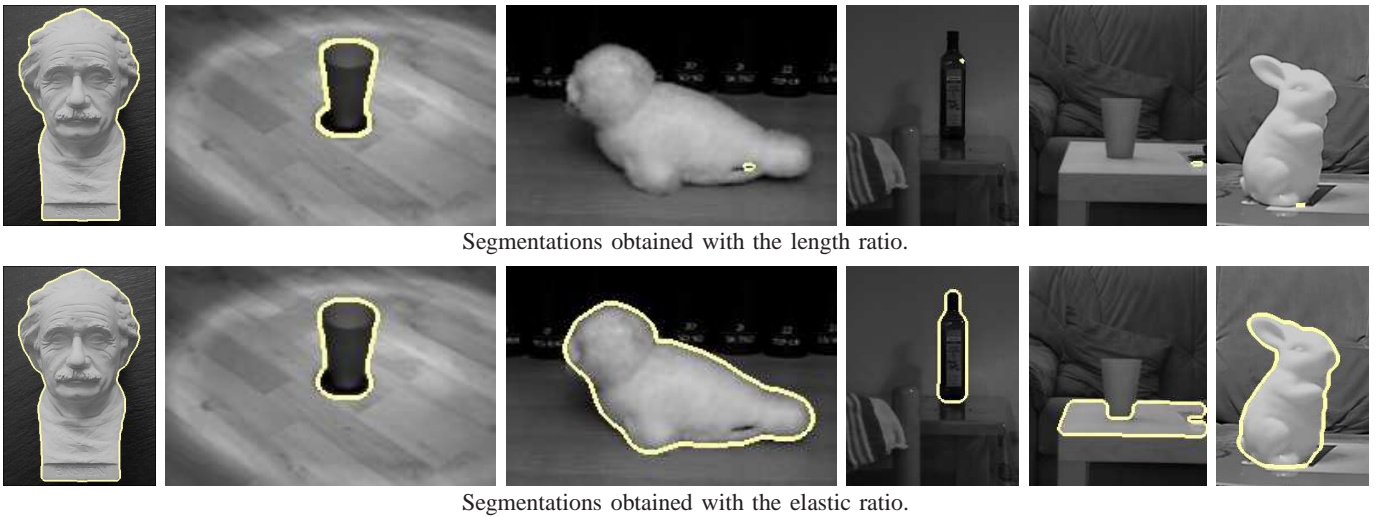 Segmentations obtained with the length ratio.
Segmentations obtained with the elastic ratio.